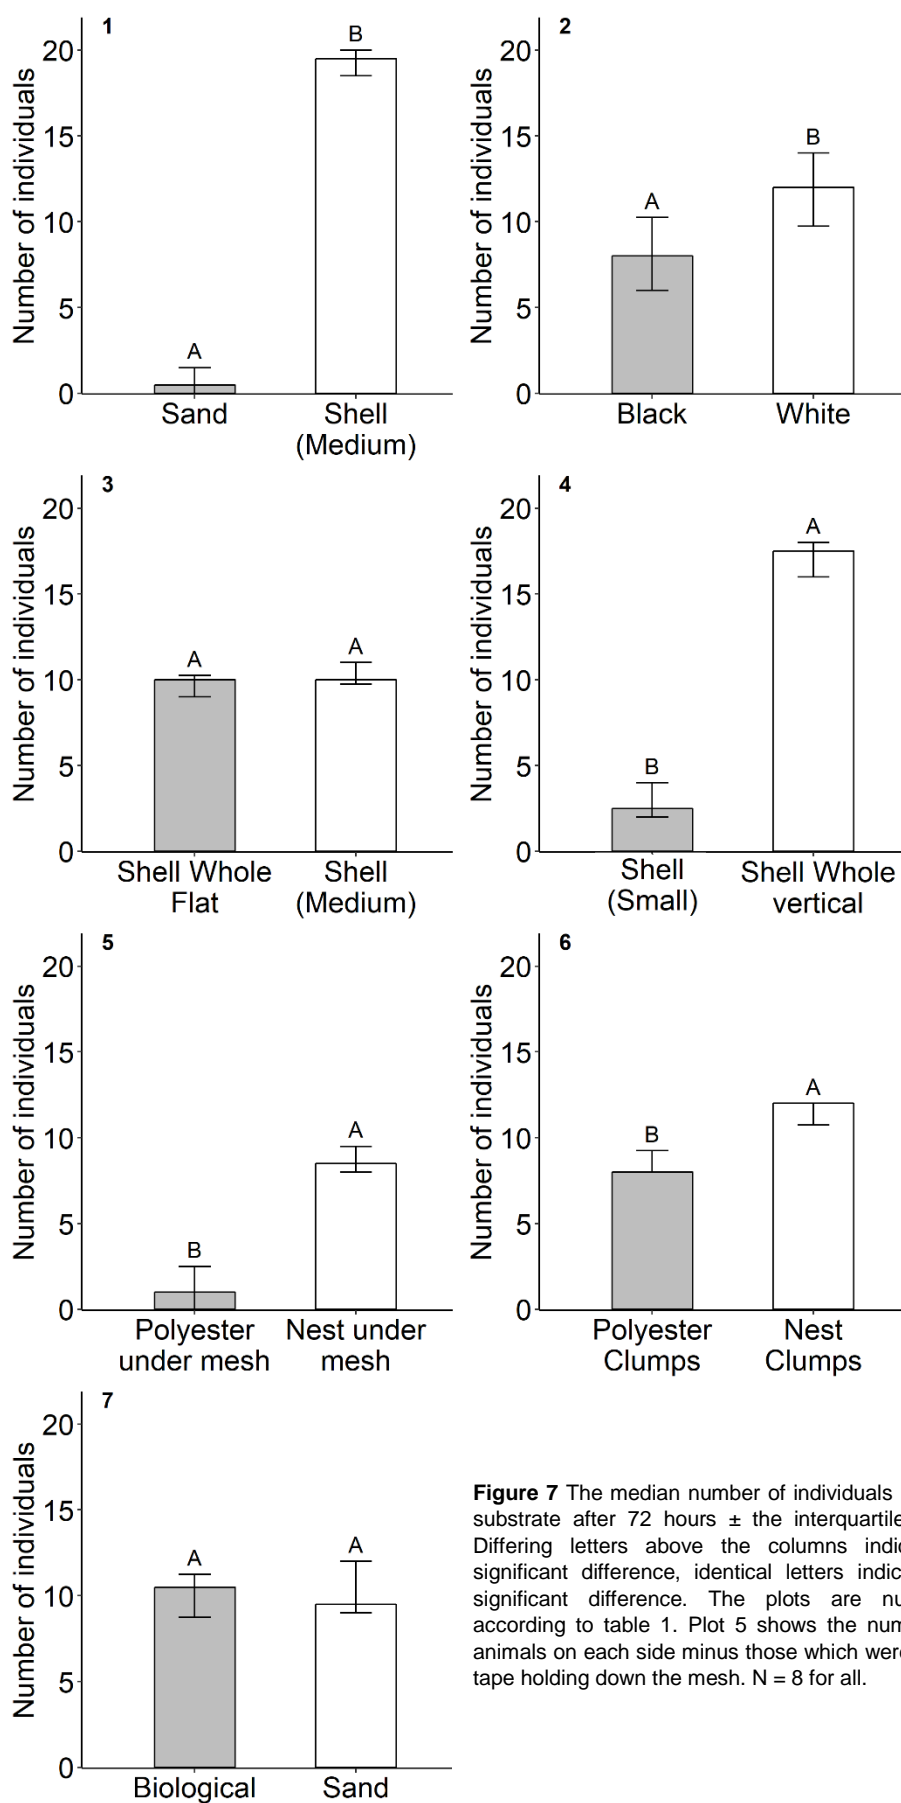 1
Number of individuals
20
15
10
5
0
B
A
Sand
Shell
(Medium)
2
Number of individuals
20
15
10
5
0
A
B
Black
White
3
Number of individuals
20
15
10
5
0
A
A
Shell Whole
Flat
Shell
(Medium)
4
Number of individuals
20
15
10
5
0
B
A
Shell
(Small)
Shell Whole
vertical
5
Number of individuals
20
15
10
5
0
B
A
Polyester
under mesh
Nest under
mesh
6
Number of individuals
20
15
10
5
0
B
A
Polyester
Clumps
Nest
Clumps
7
Number of individuals
20
15
10
5
0
A
A
Biological
Sand
Figure 7 The median number of individuals
substrate after 72 hours ± the interquartile
Differing letters above the columns
significant difference, identical letters
significant difference. The plots are
according to table 1. Plot 5 shows the
animals on each side minus those which were
tape holding down the mesh. N = 8 for all.